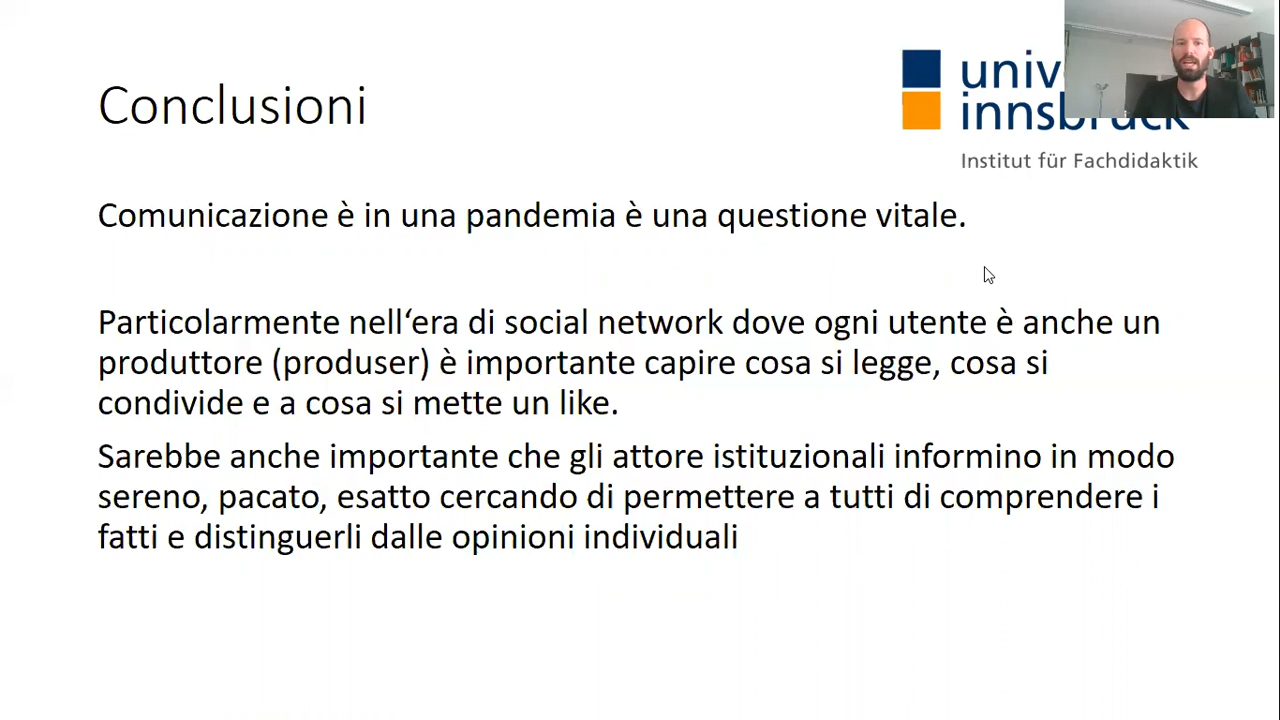 Conclusioni
univ
innsbruck
Institut für Fachdidaktik
Comunicazione è in una pandemia è una questione vitale.
Particolarmente nell‘era di social network dove ogni utente è anche un
produttore (produser) è importante capire cosa si legge, cosa si
condivide e a cosa si mette un like.
Sarebbe anche importante che gli attore istituzionali informino in modo
sereno, pacato, esatto cercando di permettere a tutti di comprendere i
fatti e distinguerli dalle opinioni individuali